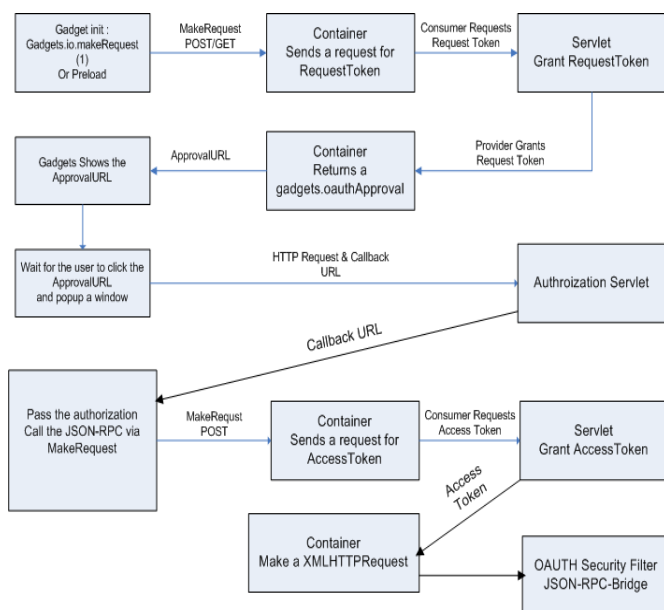 Gadget init :
Gadgets.io.makeRequest
(1)
Or Preload
MakeRequest
POST/GET
Container
Sends a request for
RequestToken
Consumer Requests
Request Token
Servlet
Grant RequestToken
Provider Grants
Request Token
Container
Returns a
gadgets.oauthApproval
ApprovalURL
Gadgets Shows the
ApprovalURL
Wait for the user to click the
ApprovalURL
and popup a window
HTTP Request & Callback
URL
Authroization Servlet
Callback URL
Pass the authorization
Call the JSON-RPC via
MakeRequest
MakeRequst
POST
Container
Sends a request for
AccessToken
Consumer Requests
Access Token
Servlet
Grant AccessToken
Access
Token
Container
Make a XMLHTTPRequest
OAUTH Security Filter
JSON-RPC-Bridge